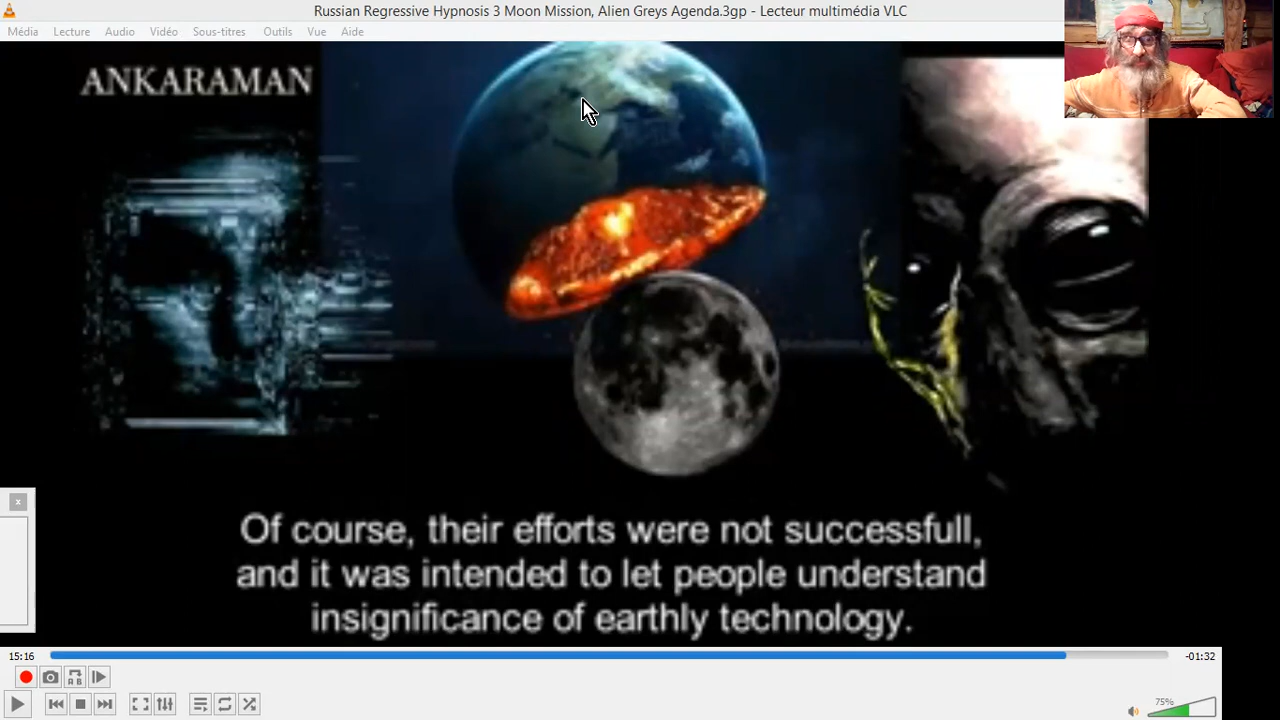 Russian Regressive Hypnosis 3 Moon Mission, Alien Greys Agenda.3gp - Lecteur multimédia VLC
Média Lecture Audio Vidéo Sous-titres Outils Vue Aide
ANKARAMAN
Of course, their efforts were not successfull,
and it was intended to let people understand
insignificance of earthly technology.
15:16 -01:32
75%